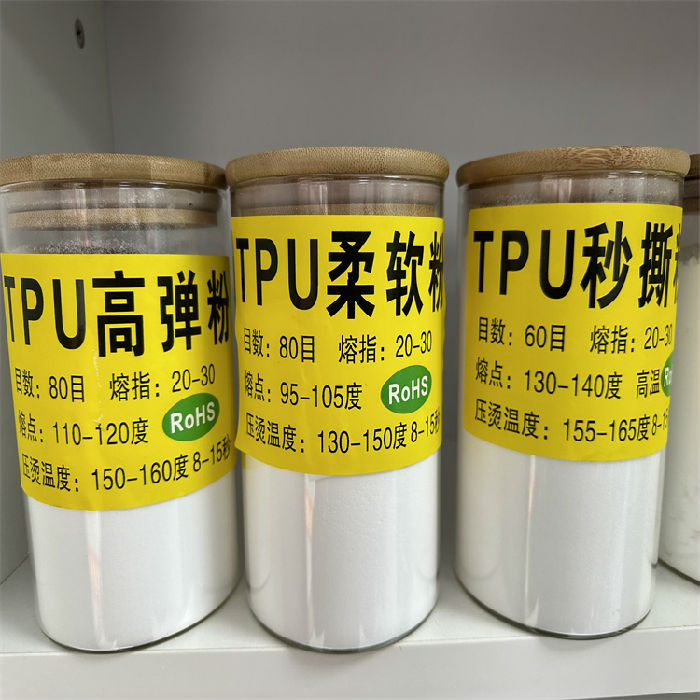 TPU高弹粉
目数: 80目 熔指: 20-30
熔点: 110-120度 RoHS
压烫温度: 150-160度 8-15秒
TPU柔软粉
目数: 80目 熔指: 20-30
熔点: 95-105度 RoHS
压烫温度: 130-150度 8-15秒
TPU秒撕
目数: 60目 熔指: 20-30
熔点: 130-140度 高温
压烫温度: 155-165度 8-15